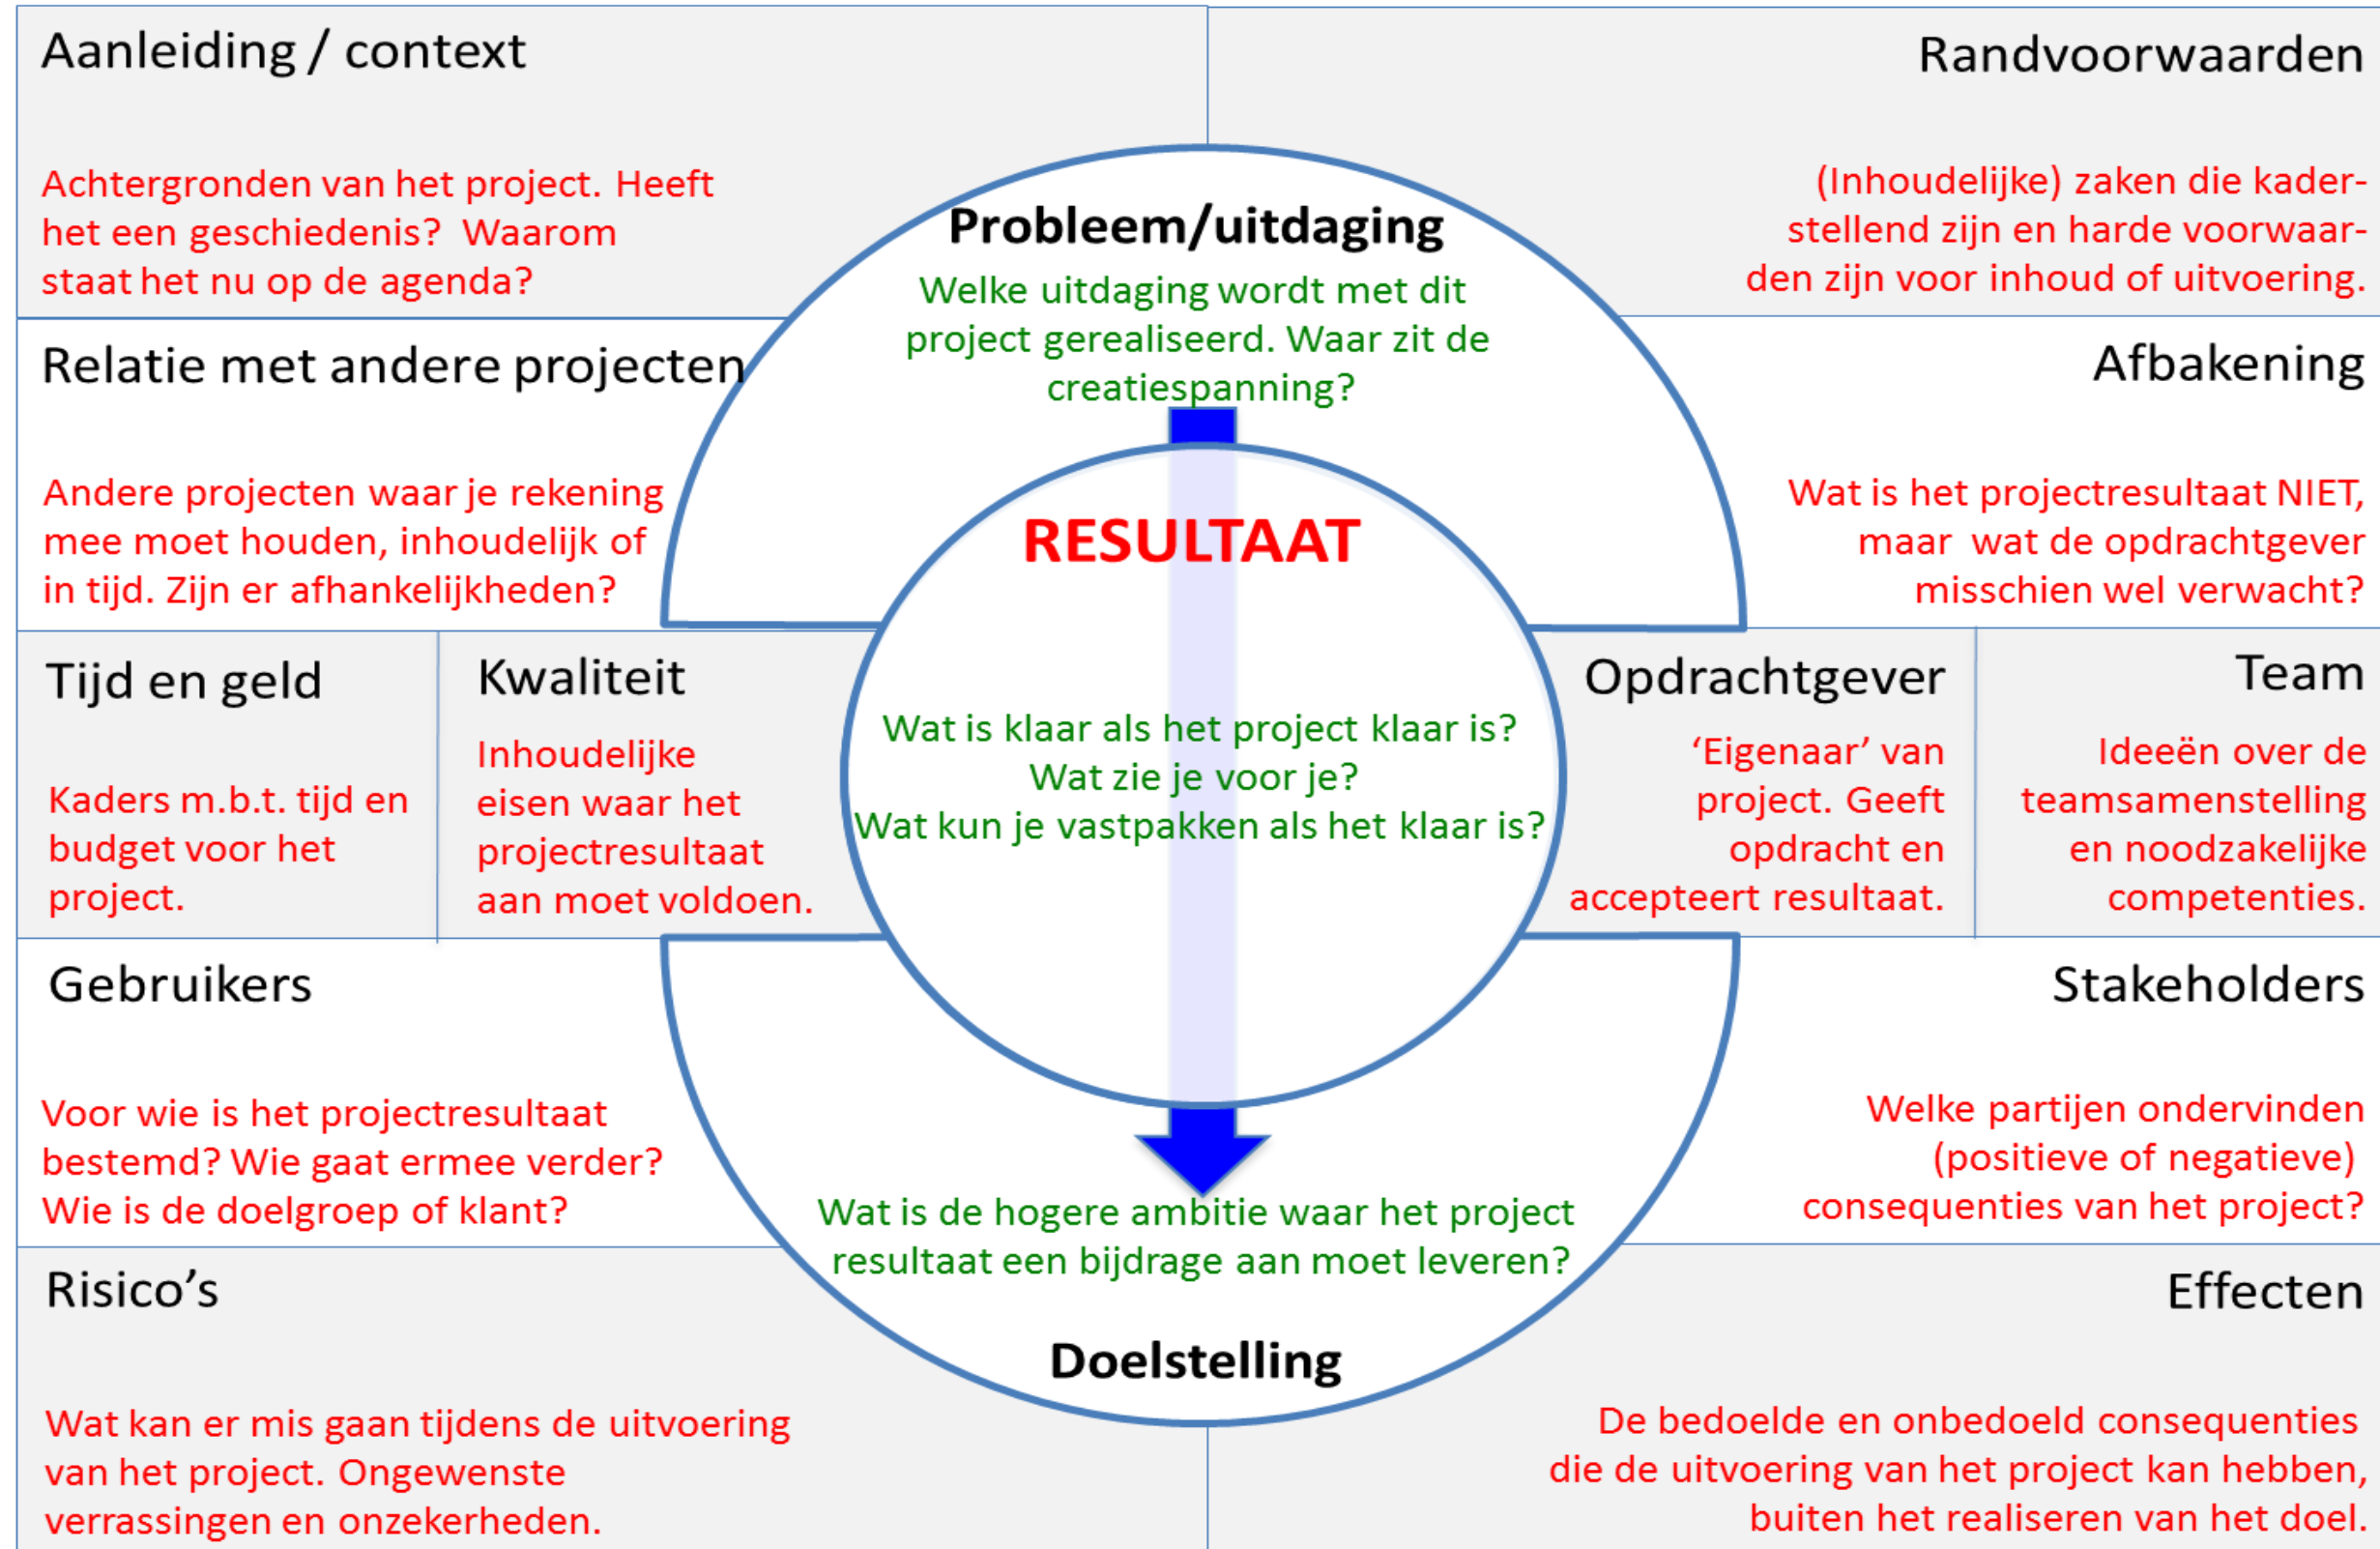 Aanleiding / context
Achtergronden van het project. Heeft
het een geschiedenis?  Waarom
staat het nu op de agenda?
Randvoorwaarden
(Inhoudelijke) zaken die kader-
stellend zijn en harde voorwaar-
den zijn voor inhoud of uitvoering.
Probleem/uitdaging
Welke uitdaging wordt met dit
project gerealiseerd. Waar zit de
creatiespanning?
Relatie met andere projecten
Andere projecten waar je rekening
mee moet houden, inhoudelijk of
in tijd. Zijn er afhankelijkheden?
Afbakening
Wat is het projectresultaat NIET,
maar  wat de opdrachtgever
misschien wel verwacht?
RESULTAAT
Wat is klaar als het project klaar is?
Wat zie je voor je?
Wat kun je vastpakken als het klaar is?
Tijd en geld
Kaders m.b.t. tijd en
budget voor het
project.
Kwaliteit
Inhoudelijke
eisen waar het
projectresultaat
aan moet voldoen.
Opdrachtgever
‘Eigenaar’ van
project. Geeft
opdracht en
accepteert resultaat.
Team
Ideeën over de
teamsamenstelling
en noodzakelijke
competenties.
Gebruikers
Voor wie is het projectresultaat
bestemd? Wie gaat ermee verder?
Wie is de doelgroep of klant?
Stakeholders
Welke partijen ondervinden
(positieve of negatieve)
consequenties van het project?
Wat is de hogere ambitie waar het project
resultaat een bijdrage aan moet leveren?
Doelstelling
Risico’s
Wat kan er mis gaan tijdens de uitvoering
van het project. Ongewenste
verrassingen en onzekerheden.
Effecten
De bedoelde en onbedoeld consequenties
die de uitvoering van het project kan hebben,
buiten het realiseren van het doel.